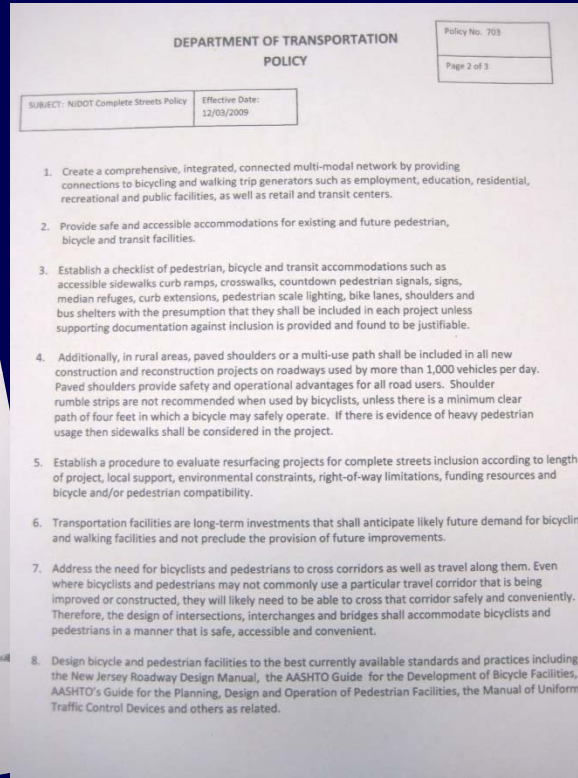 DEPARTMENT OF TRANSPORTATION
POLICY
Policy No. 703
Page 2 of 3
SUBJECT: NJDOT Complete Streets Policy
Effective Date:
12/03/2009
1. Create a comprehensive, integrated, connected multi-modal network by providing
connections to bicycling and walking trip generators such as employment, education, residential,
recreational and public facilities, as well as retail and transit centers.
2. Provide safe and accessible accommodations for existing and future pedestrian,
bicycle and transit facilities.
3. Establish a checklist of pedestrian, bicycle and transit accommodations such as
accessible sidewalks curb ramps, crosswalks, countdown pedestrian signals, signs,
median refuges, curb extensions, pedestrian scale lighting, bike lanes, shoulders and
bus shelters with the presumption that they shall be included in each project unless
supporting documentation against inclusion is provided and found to be justifiable.
4. Additionally, in rural areas, paved shoulders or a multi-use path shall be included in all new
construction and reconstruction projects on roadways used by more than 1,000 vehicles per day.
Paved shoulders provide safety and operational advantages for all road users. Shoulder
rumble strips are not recommended when used by bicyclists, unless there is a minimum clear
path of four feet in which a bicycle may safely operate. If there is evidence of heavy pedestrian
usage then sidewalks shall be considered in the project.
5. Establish a procedure to evaluate resurfacing projects for complete streets inclusion according to length
of project, local support, environmental constraints, right-of-way limitations, funding resources and
bicycle and/or pedestrian compatibility.
6. Transportation facilities are long-term investments that shall anticipate likely future demand for bicyclin
and walking facilities and not preclude the provision of future improvements.
7. Address the need for bicyclists and pedestrians to cross corridors as well as travel along them. Even
where bicyclists and pedestrians may not commonly use a particular travel corridor that is being
improved or constructed, they will likely need to be able to cross that corridor safely and conveniently.
Therefore, the design of intersections, interchanges and bridges shall accommodate bicyclists and
pedestrians in a manner that is safe, accessible and convenient.
8. Design bicycle and pedestrian facilities to the best currently available standards and practices including
the New Jersey Roadway Design Manual, the AASHTO Guide for the Development of Bicycle Facilities,
AASHTO's Guide for the Planning, Design and Operation of Pedestrian Facilities, the Manual of Uniform
Traffic Control Devices and others as related.